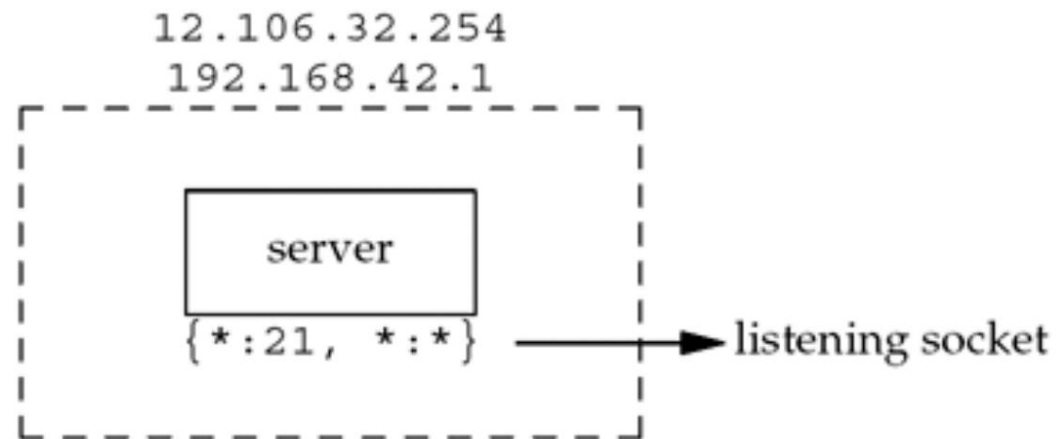 12.106.32.254
192.168.42.1
server
{*:21, *:*}
listening socket